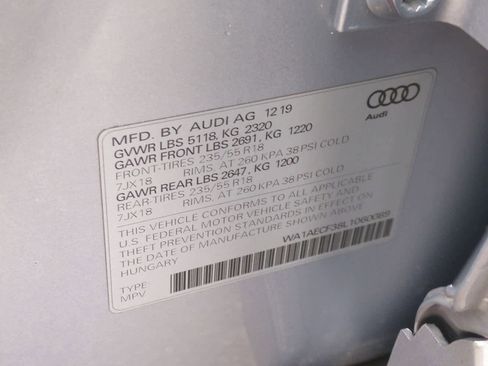 MFD. BY AUDI AG 12 19
Audi
GVWR LBS 5118, KG 2320
GAWR FRONT LBS 2691, KG 1220
FRONT-TIRES 235/55 R18
7JX18 RIMS, AT 260 KPA 38 PSI COLD
GAWR REAR LBS 2647, KG 1200
REAR-TIRES 235/55 R18
7JX18 RIMS, AT 260 KPA 38 PSI COLD
THIS VEHICLE CONFORMS TO ALL APPLICABLE
U.S. FEDERAL MOTOR VEHICLE SAFETY AND
THEFT PREVENTION STANDARDS IN EFFECT ON
THE DATE OF MANUFACTURE SHOWN ABOVE.
HUNGARY
TYPE:
MPV